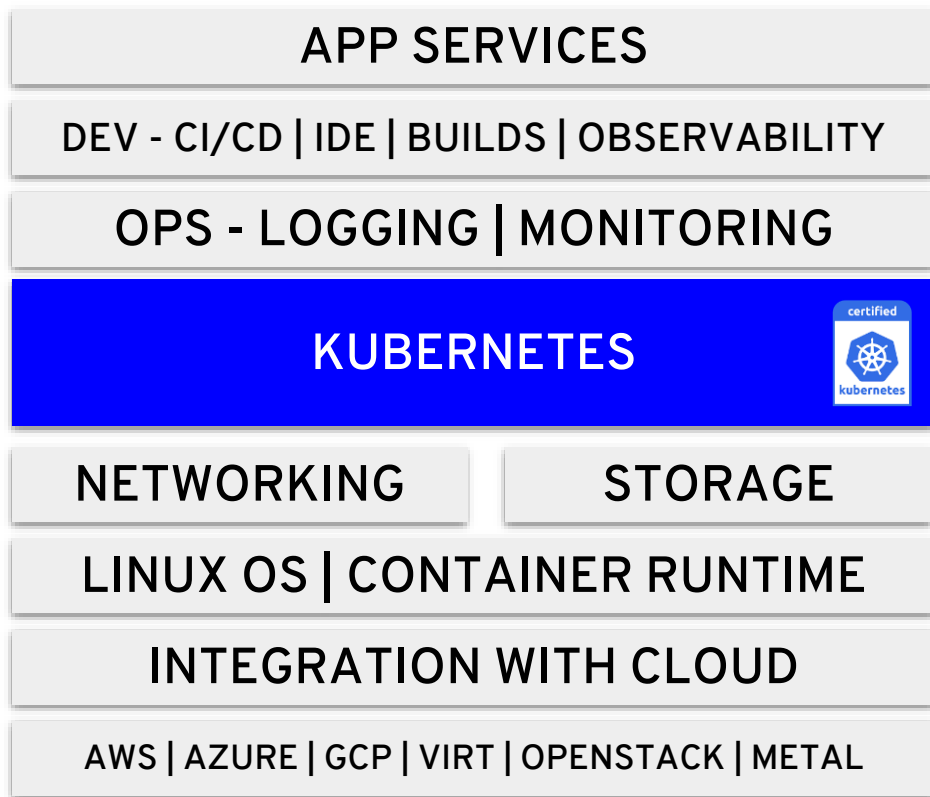 APP SERVICES
DEV - CI/CD | IDE | BUILDS | OBSERVABILITY
OPS - LOGGING | MONITORING
KUBERNETES
certified
kubernetes
NETWORKING
STORAGE
LINUX OS | CONTAINER RUNTIME
INTEGRATION WITH CLOUD
AWS | AZURE | GCP | VIRT | OPENSTACK | METAL